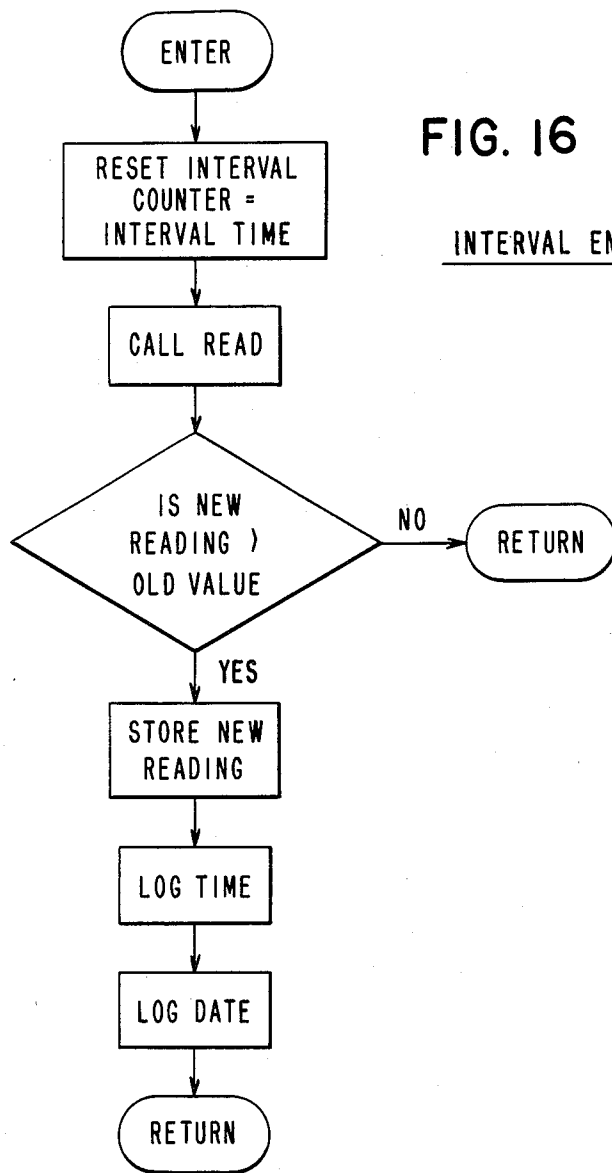 ENTER
FIG. 16
RESET INTERVAL
COUNTER =
INTERVAL TIME
INTERVAL EN
CALL READ
IS NEW
READING >
OLD VALUE
NO
RETURN
YES
STORE NEW
READING
LOG TIME
LOG DATE
RETURN